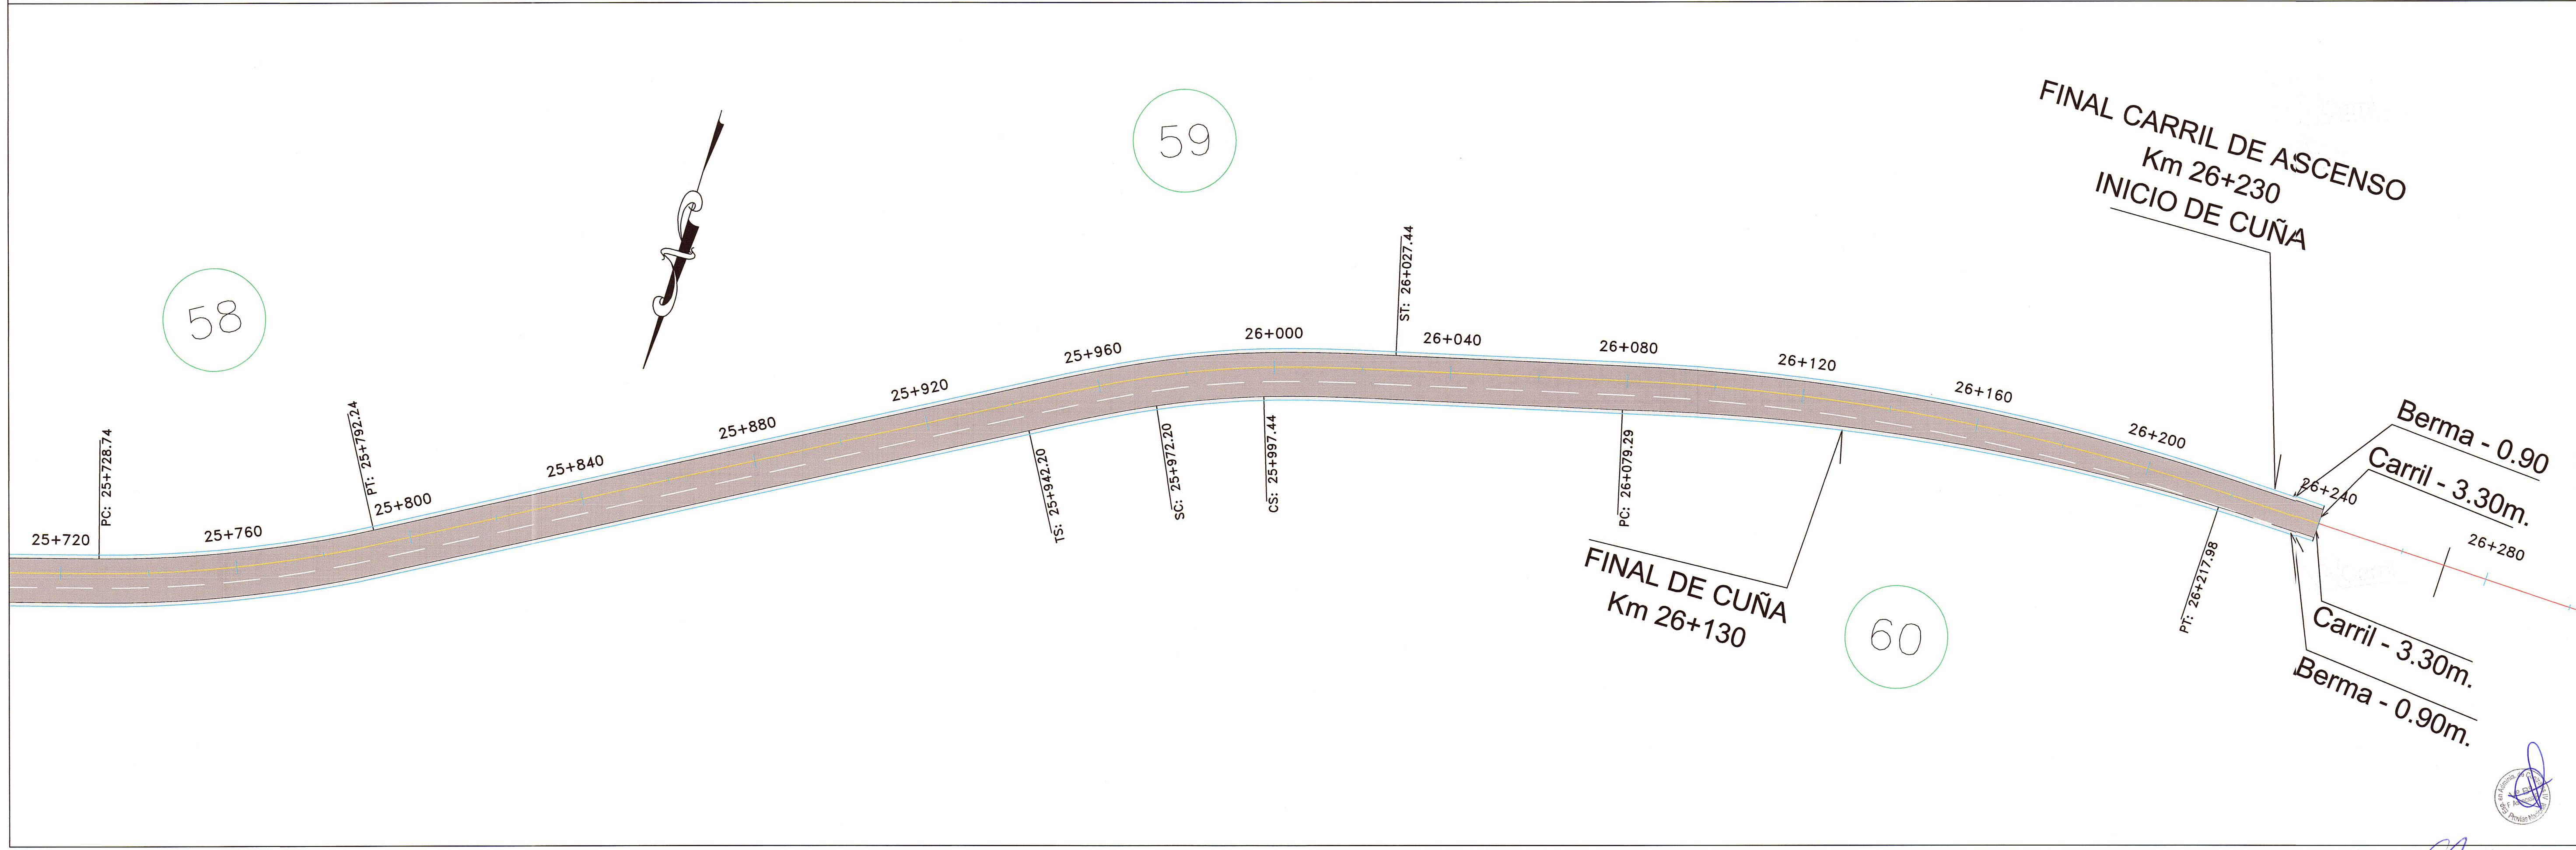 58
59
60
25+720
PC: 25+728.74
25+760
PT: 25+792.24
25+800
25+840
25+880
25+920
TS: 25+942.20
25+960
SC: 25+972.20
CS: 25+997.44
26+000
ST: 26+027.44
26+040
PC: 26+079.29
26+080
26+120
26+160
26+200
PT: 26+217.98
26+240
26+280
FINAL CARRIL DE ASCENSO
Km 26+230
INICIO DE CUÑA
FINAL DE CUÑA
Km 26+130
Berma - 0.90
Carril - 3.30m.
Carril - 3.30m.
Berma - 0.90m.